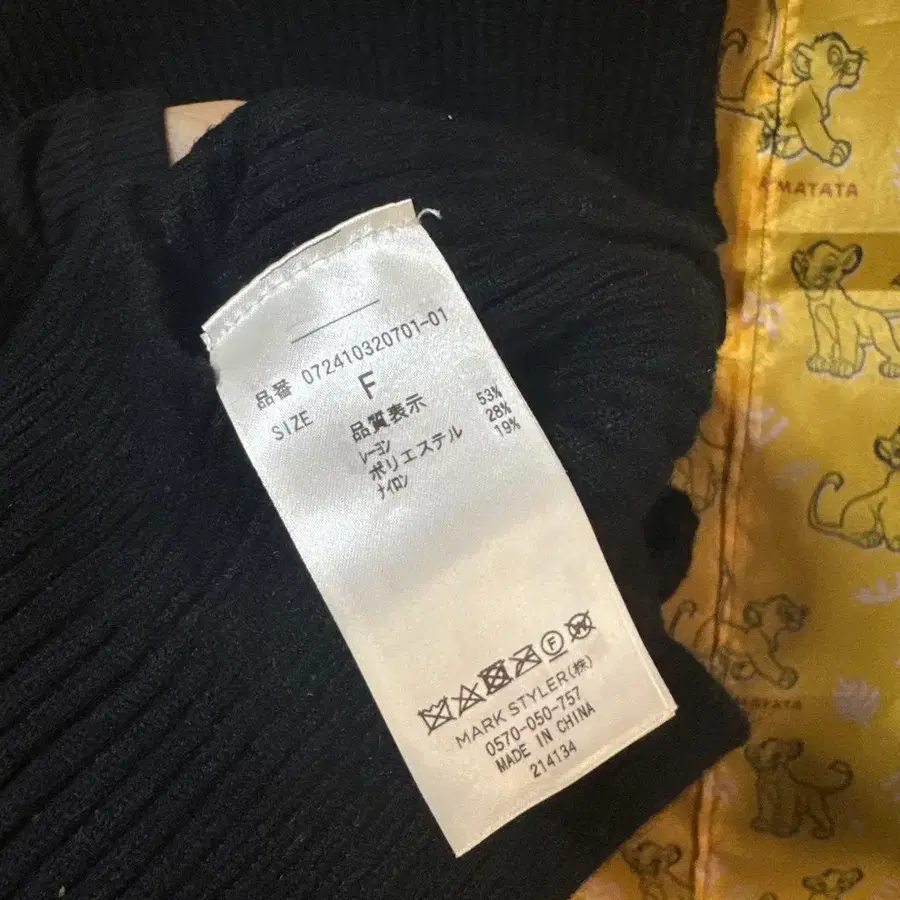 品番 072410320701-01
SIZE F
品質表示
レーヨン 53%
ポリエステル 28%
ナイロン 19%
F
W
MARK STYLER(株)
0570-050-757
MADE IN CHINA
214134
MATATA